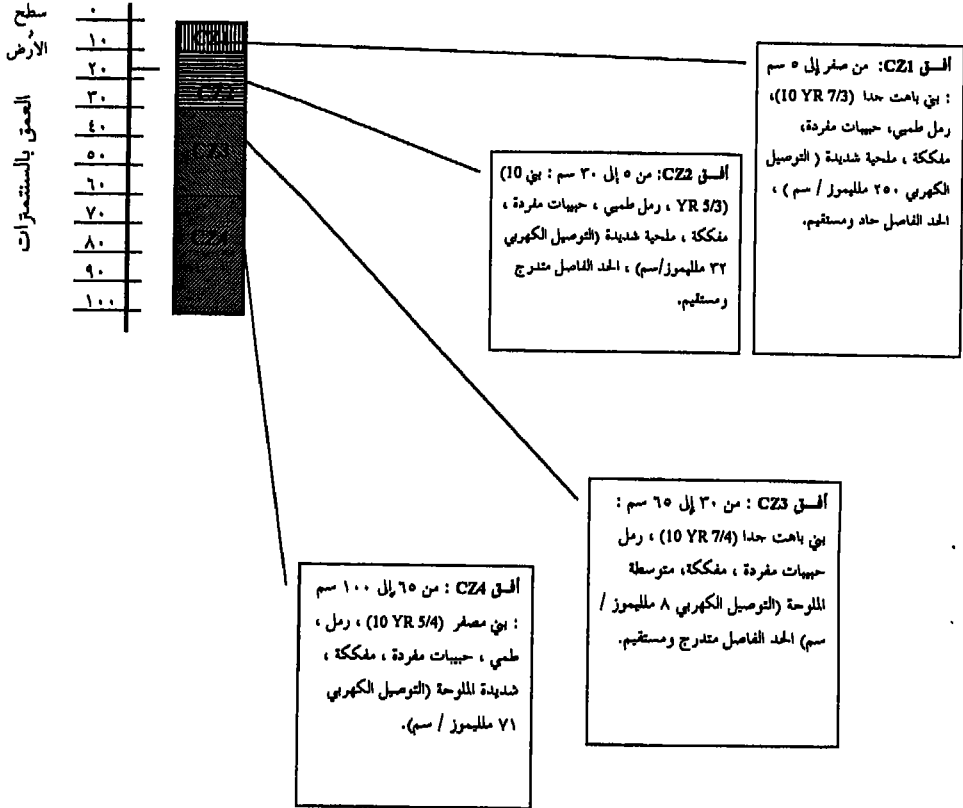 سطح
الأرض
العمق بالسنتمترات
٠
١٠
٢٠
٣٠
٤٠
٥٠
٦٠
٧٠
٨٠
٩٠
١٠٠
CZ1
CZ2
CZ3
CZ4
أفــق CZ1: من صفر إلى ٥ سم
: بني باهت جدا (10 YR 7/3)،
رمل طميي، حبيبات مفردة،
مفككة ، ملحية شديدة ( التوصيل
الكهربي ٢٥٠ ملليموز / سم ) ،
الحد الفاصل حاد ومستقيم.
أفــق CZ2: من ٥ إلى ٣٠ سم : بني (10
YR 5/3) ، رمل طميي ، حبيبات مفردة ،
مفككة ، ملحية شديدة (التوصيل الكهربي
٣٢ ملليموز/سم) ، الحد الفاصل متدرج
ومستقيم.
أفــق CZ3 : من ٣٠ إلى ٦٥ سم :
بني باهت جدا (10 YR 7/4) ، رمل
حبيبات مفردة ، مفككة، متوسطة
الملوحة (التوصيل الكهربي ٨ ملليموز /
سم) الحد الفاصل متدرج ومستقيم.
أفــق CZ4 : من ٦٥ إلى ١٠٠ سم
: بني مصفر (10 YR 5/4) ، رمل ،
طمي ، حبيبات مفردة ، مفككة ،
شديدة الملوحة (التوصيل الكهربي
٧١ ملليموز / سم).